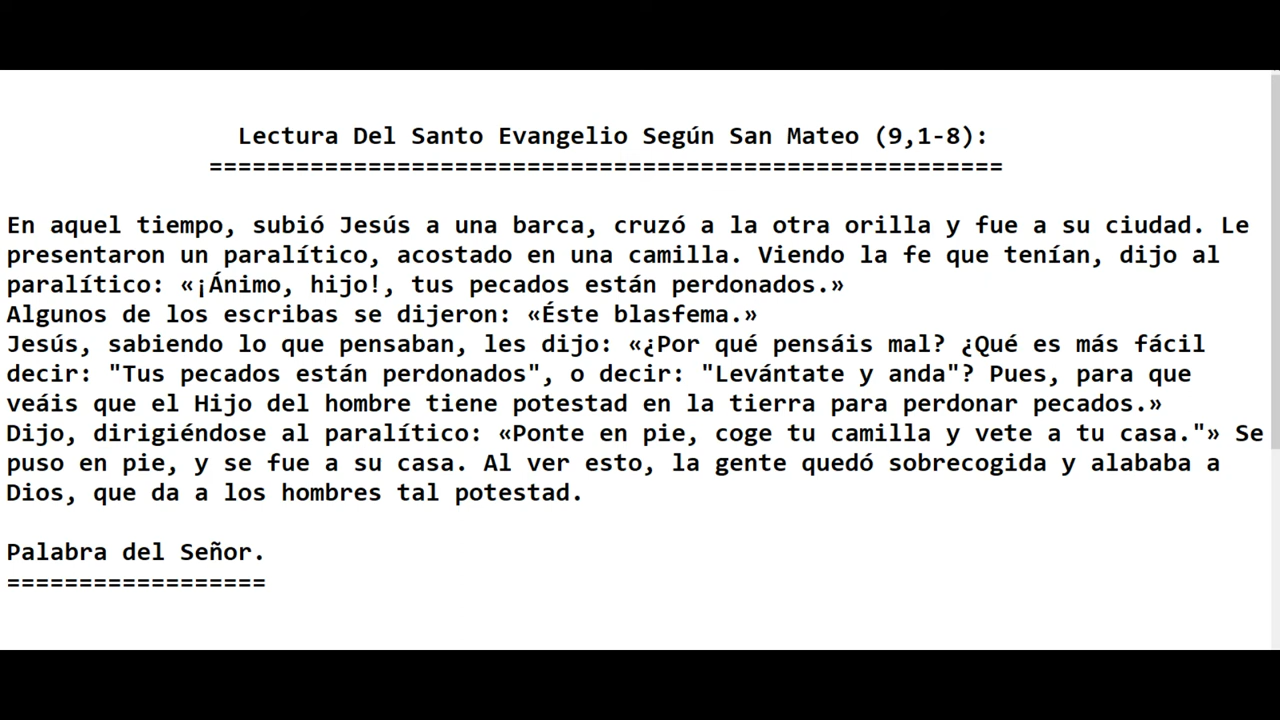 Lectura Del Santo Evangelio Según San Mateo (9,1-8):
=======================================================
En aquel tiempo, subió Jesús a una barca, cruzó a la otra orilla y fue a su ciudad. Le
presentaron un paralítico, acostado en una camilla. Viendo la fe que tenían, dijo al
paralítico: «¡Ánimo, hijo!, tus pecados están perdonados.»
Algunos de los escribas se dijeron: «Éste blasfema.»
Jesús, sabiendo lo que pensaban, les dijo: «¿Por qué pensáis mal? ¿Qué es más fácil
decir: "Tus pecados están perdonados", o decir: "Levántate y anda"? Pues, para que
veáis que el Hijo del hombre tiene potestad en la tierra para perdonar pecados.»
Dijo, dirigiéndose al paralítico: «Ponte en pie, coge tu camilla y vete a tu casa."» Se
puso en pie, y se fue a su casa. Al ver esto, la gente quedó sobrecogida y alababa a
Dios, que da a los hombres tal potestad.
Palabra del Señor.
==================